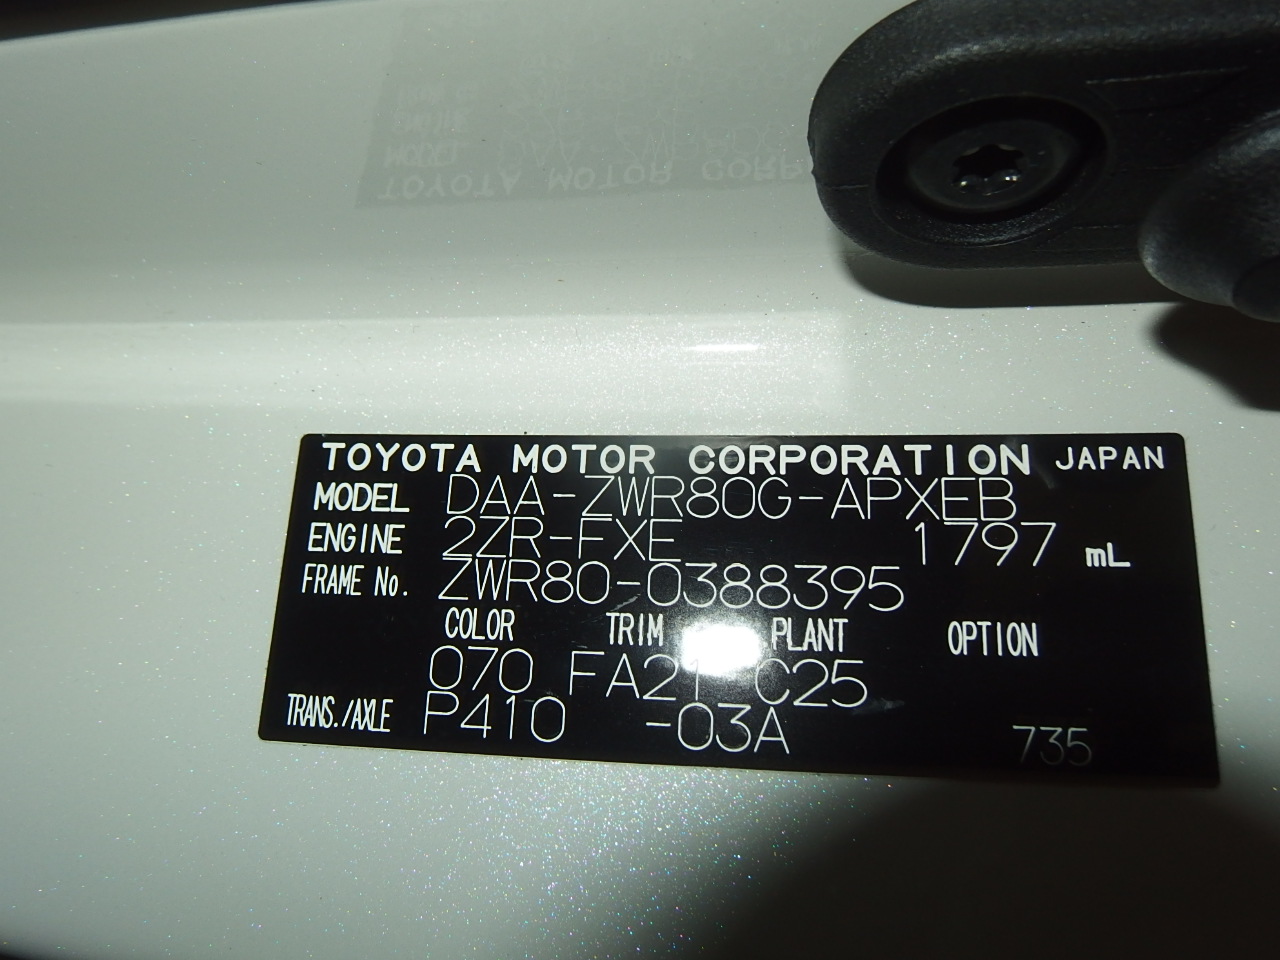 TOYOTA MOTOR CORPORATION JAPAN
MODEL DAA-ZWR80G-APXEB
ENGINE 2ZR-FXE 1797 mL
FRAME No. ZWR80-0388395
COLOR TRIM PLANT OPTION
070 FA21 C25
TRANS./AXLE P410 -03A 735